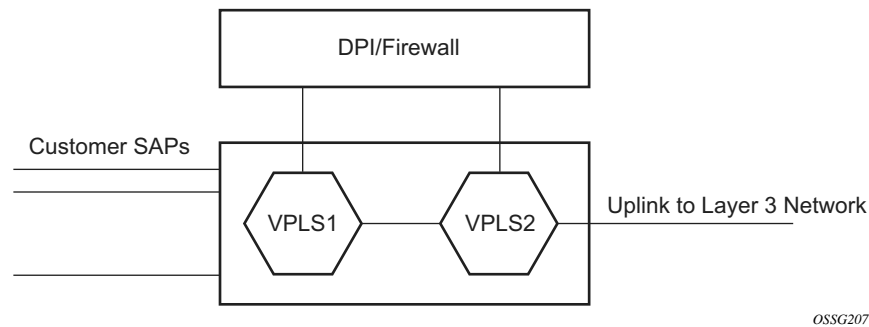 DPI/Firewall
Customer SAPs
VPLS1
VPLS2
Uplink to Layer 3 Network
OSSG207